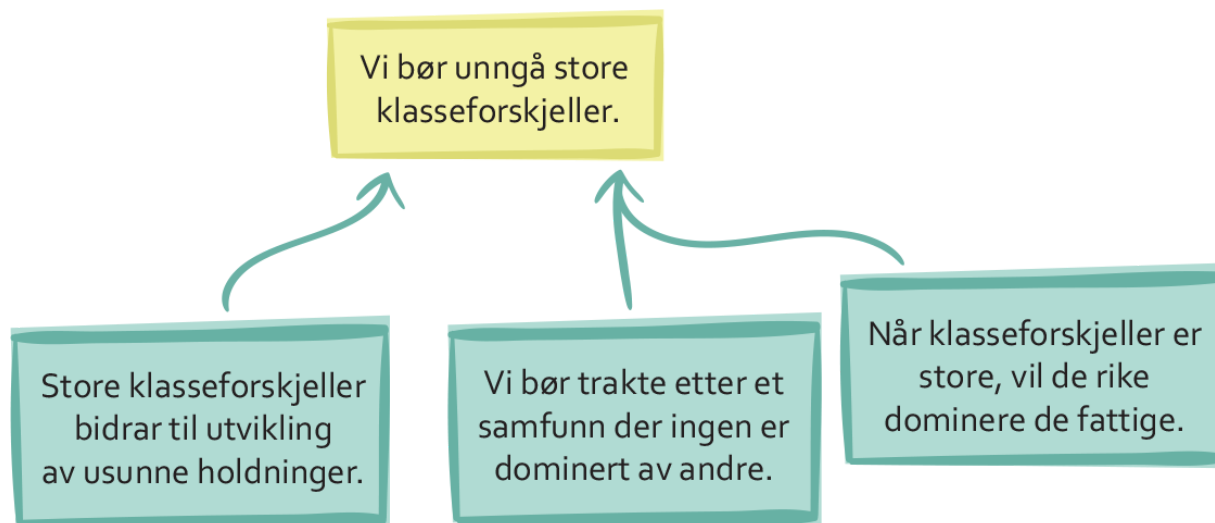 Vi bør unngå store
klasseforskjeller.
Store klasseforskjeller
bidrar til utvikling
av usunne holdninger.
Vi bør trakte etter et
samfunn der ingen er
dominert av andre.
Når klasseforskjeller er
store, vil de rike
dominere de fattige.